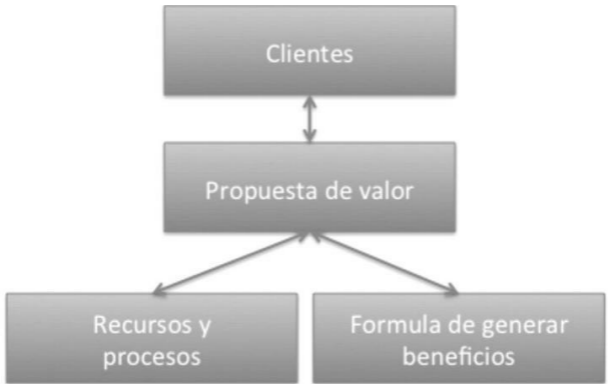 Clientes
Propuesta de valor
Recursos y
procesos
Formula de generar
beneficios